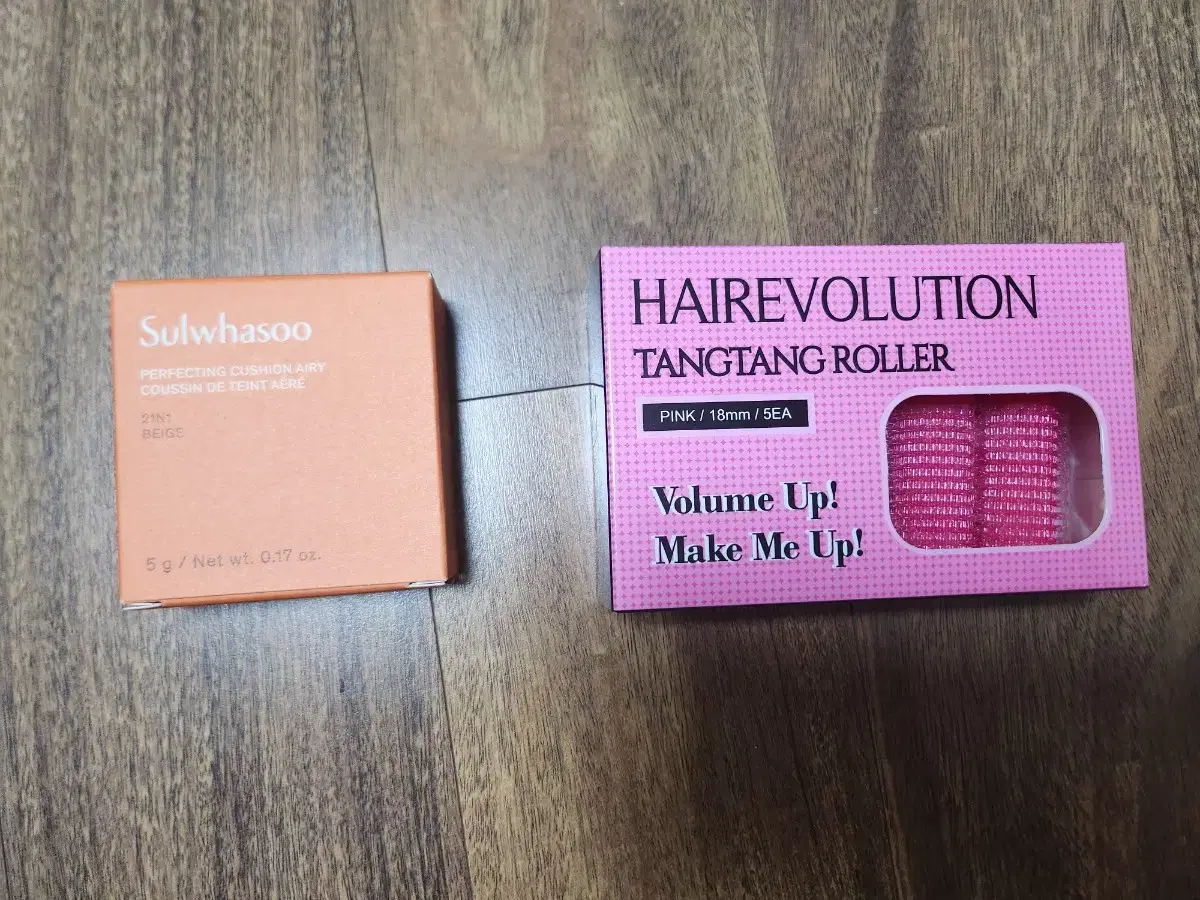 Sulwhasoo
PERFECTING CUSHION AIRY
COUSSIN DE TEINT AÉRÉ
21N1
BEIGE
5 g / Net wt. 0.17 oz.
HAIREVOLUTION
TANGTANG ROLLER
PINK / 18mm / 5EA
Volume Up!
Make Me Up!